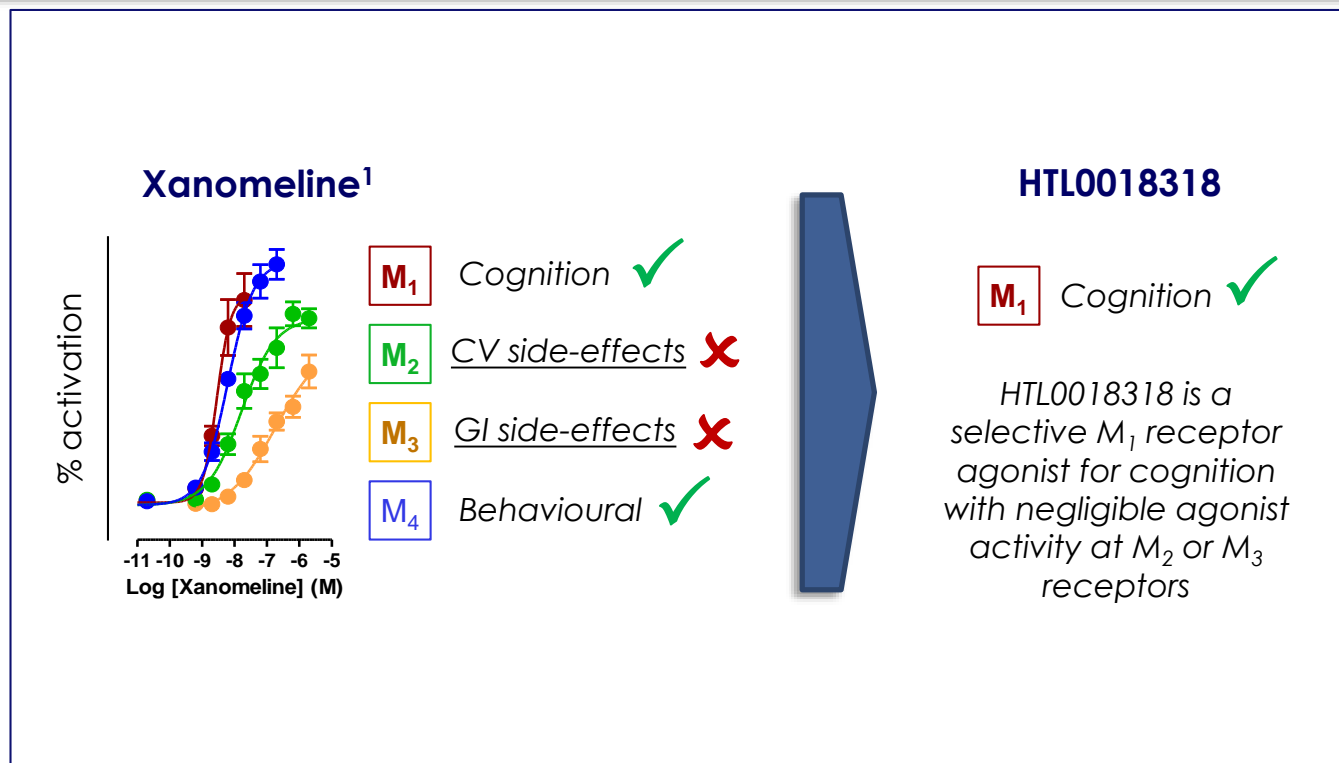 Xanomeline¹
% activation
-11 -10 -9 -8 -7 -6 -5
Log [Xanomeline] (M)
M₁ Cognition
M₂ CV side-effects
M₃ GI side-effects
M₄ Behavioural
HTL0018318
M₁ Cognition
HTL0018318 is a
selective M₁ receptor
agonist for cognition
with negligible agonist
activity at M₂ or M₃
receptors